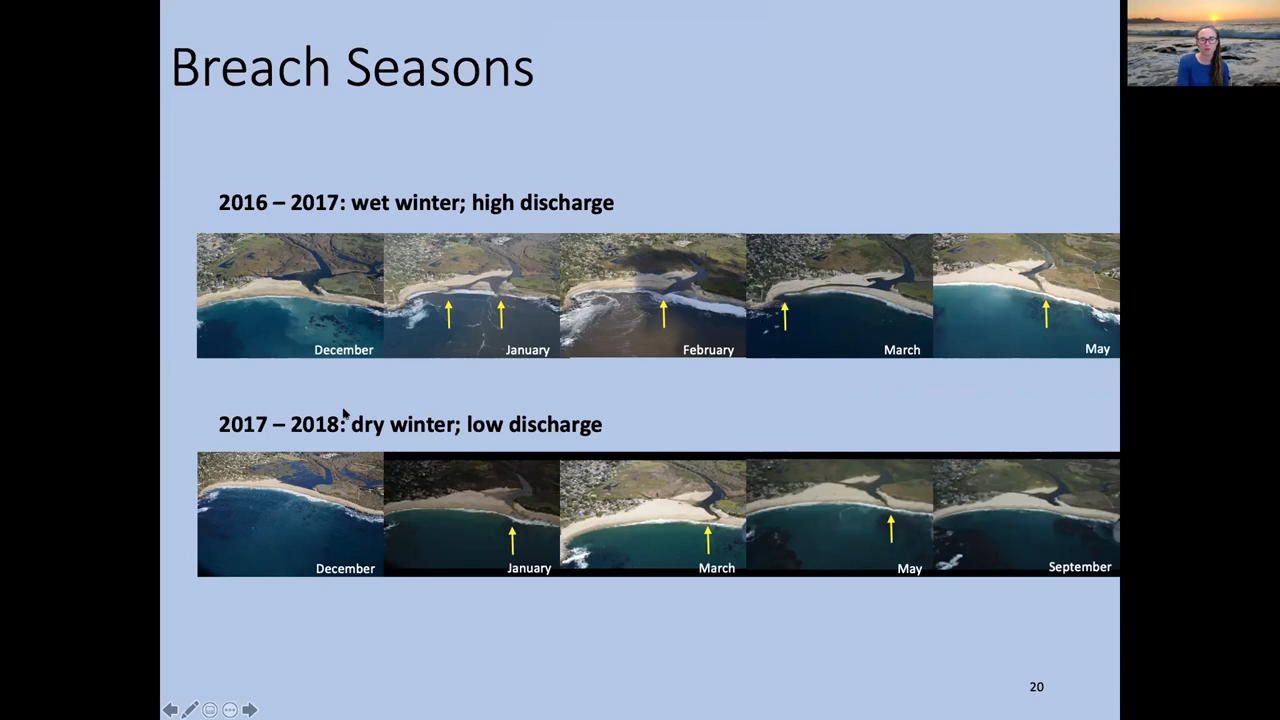 Breach Seasons
2016 – 2017: wet winter; high discharge
December
January
February
March
May
2017 – 2018: dry winter; low discharge
December
January
March
May
September
20